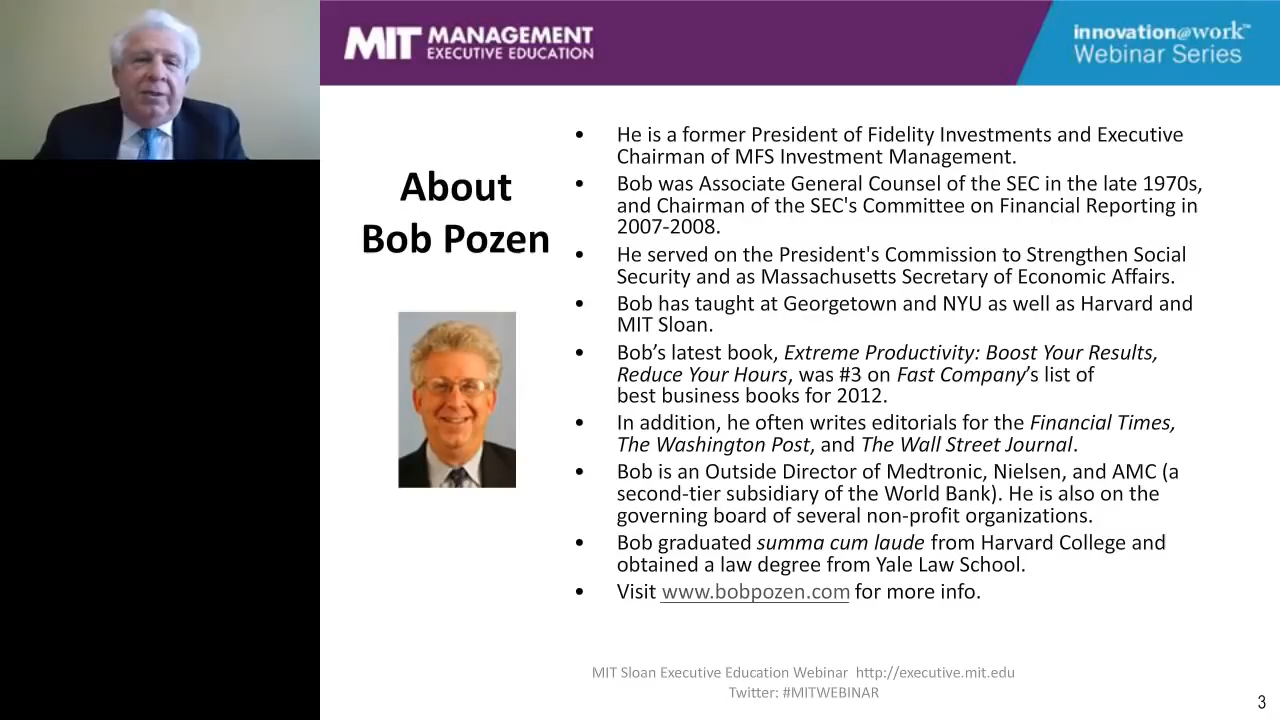 MIT MANAGEMENT
EXECUTIVE EDUCATION
innovation@work™
Webinar Series
About
Bob Pozen
• He is a former President of Fidelity Investments and Executive
Chairman of MFS Investment Management.
• Bob was Associate General Counsel of the SEC in the late 1970s,
and Chairman of the SEC's Committee on Financial Reporting in
2007-2008.
• He served on the President's Commission to Strengthen Social
Security and as Massachusetts Secretary of Economic Affairs.
• Bob has taught at Georgetown and NYU as well as Harvard and
MIT Sloan.
• Bob’s latest book, Extreme Productivity: Boost Your Results,
Reduce Your Hours, was #3 on Fast Company’s list of
best business books for 2012.
• In addition, he often writes editorials for the Financial Times,
The Washington Post, and The Wall Street Journal.
• Bob is an Outside Director of Medtronic, Nielsen, and AMC (a
second-tier subsidiary of the World Bank). He is also on the
governing board of several non-profit organizations.
• Bob graduated summa cum laude from Harvard College and
obtained a law degree from Yale Law School.
• Visit www.bobpozen.com for more info.
MIT Sloan Executive Education Webinar http://executive.mit.edu
Twitter: #MITWEBINAR
3